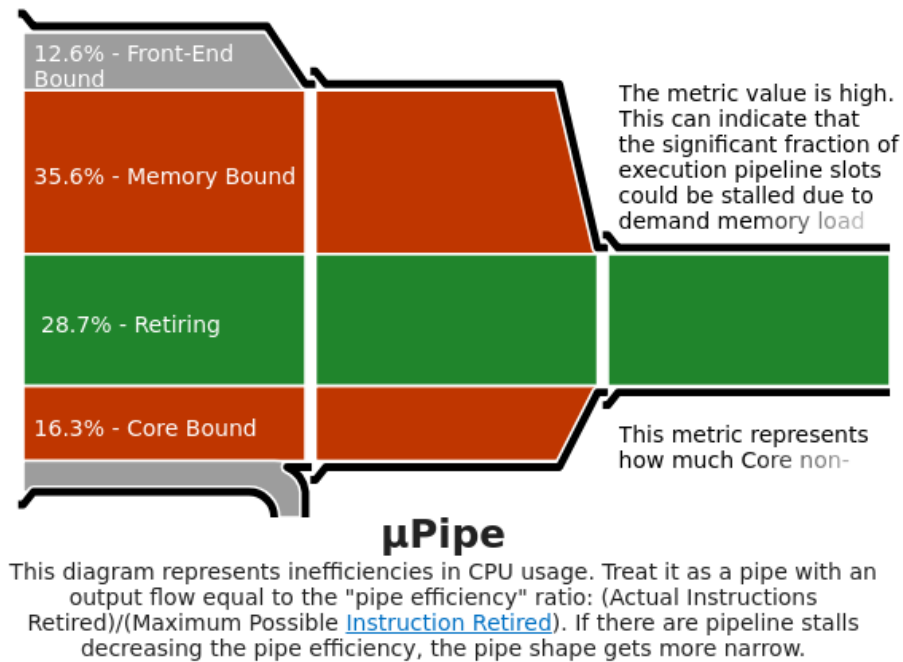 12.6% - Front-End
Bound
35.6% - Memory Bound
28.7% - Retiring
16.3% - Core Bound
The metric value is high.
This can indicate that
the significant fraction of
execution pipeline slots
could be stalled due to
demand memory load
This metric represents
how much Core non-
µPipe
This diagram represents inefficiencies in CPU usage. Treat it as a pipe with an
output flow equal to the "pipe efficiency" ratio: (Actual Instructions
Retired)/(Maximum Possible Instruction Retired). If there are pipeline stalls
decreasing the pipe efficiency, the pipe shape gets more narrow.